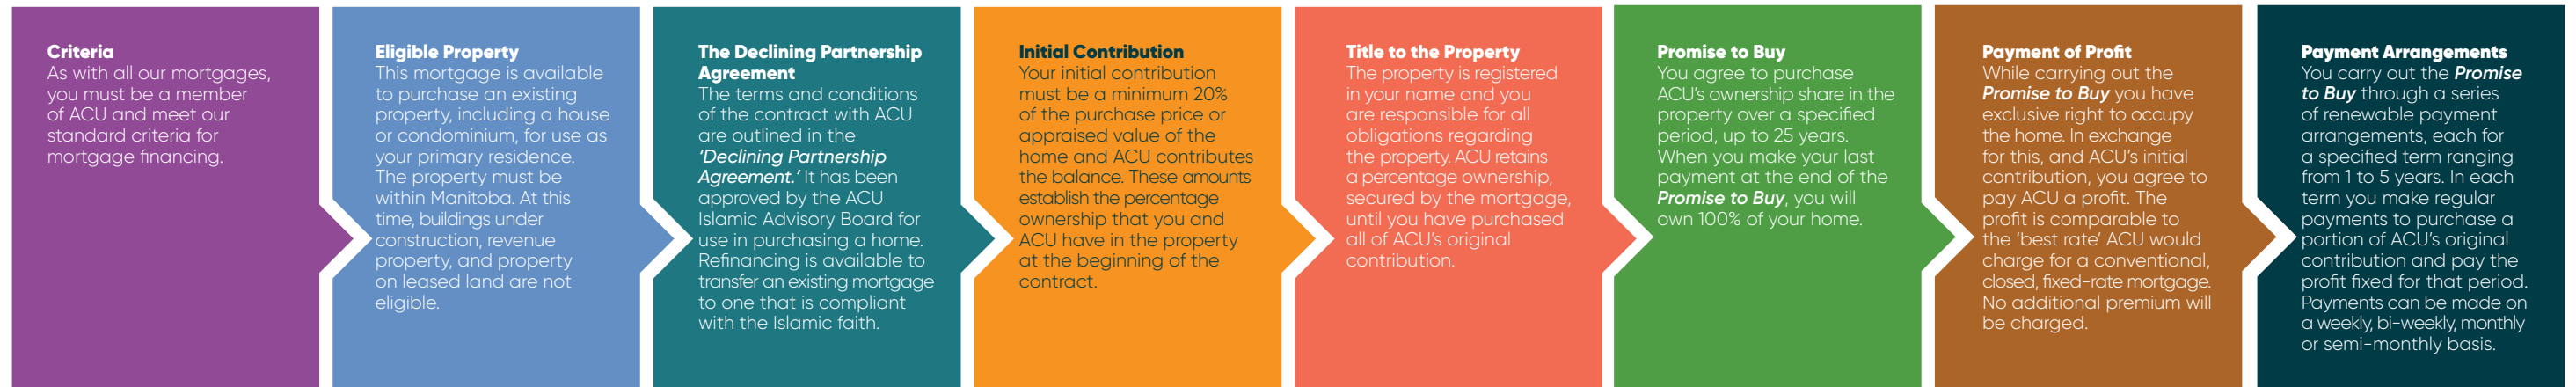 Criteria
As with all our mortgages,
you must be a member
of ACU and meet our
standard criteria for
mortgage financing.
Eligible Property
This mortgage is available
to purchase an existing
property, including a house
or condominium, for use as
your primary residence.
The property must be
within Manitoba. At this
time, buildings under
construction, revenue
property, and property
on leased land are not
eligible.
The Declining Partnership
Agreement
The terms and conditions
of the contract with ACU
are outlined in the
‘Declining Partnership
Agreement.’ It has been
approved by the ACU
Islamic Advisory Board for
use in purchasing a home.
Refinancing is available to
transfer an existing mortgage
to one that is compliant
with the Islamic faith.
Initial Contribution
Your initial contribution
must be a minimum 20%
of the purchase price or
appraised value of the
home and ACU contributes
the balance. These amounts
establish the percentage
ownership that you and
ACU have in the property
at the beginning of the
contract.
Title to the Property
The property is registered
in your name and you
are responsible for all
obligations regarding
the property. ACU retains
a percentage ownership,
secured by the mortgage,
until you have purchased
all of ACU’s original
contribution.
Promise to Buy
You agree to purchase
ACU’s ownership share in the
property over a specified
period, up to 25 years.
When you make your last
payment at the end of the
Promise to Buy, you will
own 100% of your home.
Payment of Profit
While carrying out the
Promise to Buy you have
exclusive right to occupy
the home. In exchange
for this, and ACU’s initial
contribution, you agree to
pay ACU a profit. The
profit is comparable to
the ‘best rate’ ACU would
charge for a conventional,
closed, fixed-rate mortgage.
No additional premium will
be charged.
Payment Arrangements
You carry out the Promise
to Buy through a series
of renewable payment
arrangements, each for
a specified term ranging
from 1 to 5 years. In each
term you make regular
payments to purchase a
portion of ACU’s original
contribution and pay the
profit fixed for that period.
Payments can be made on
a weekly, bi-weekly, monthly
or semi-monthly basis.